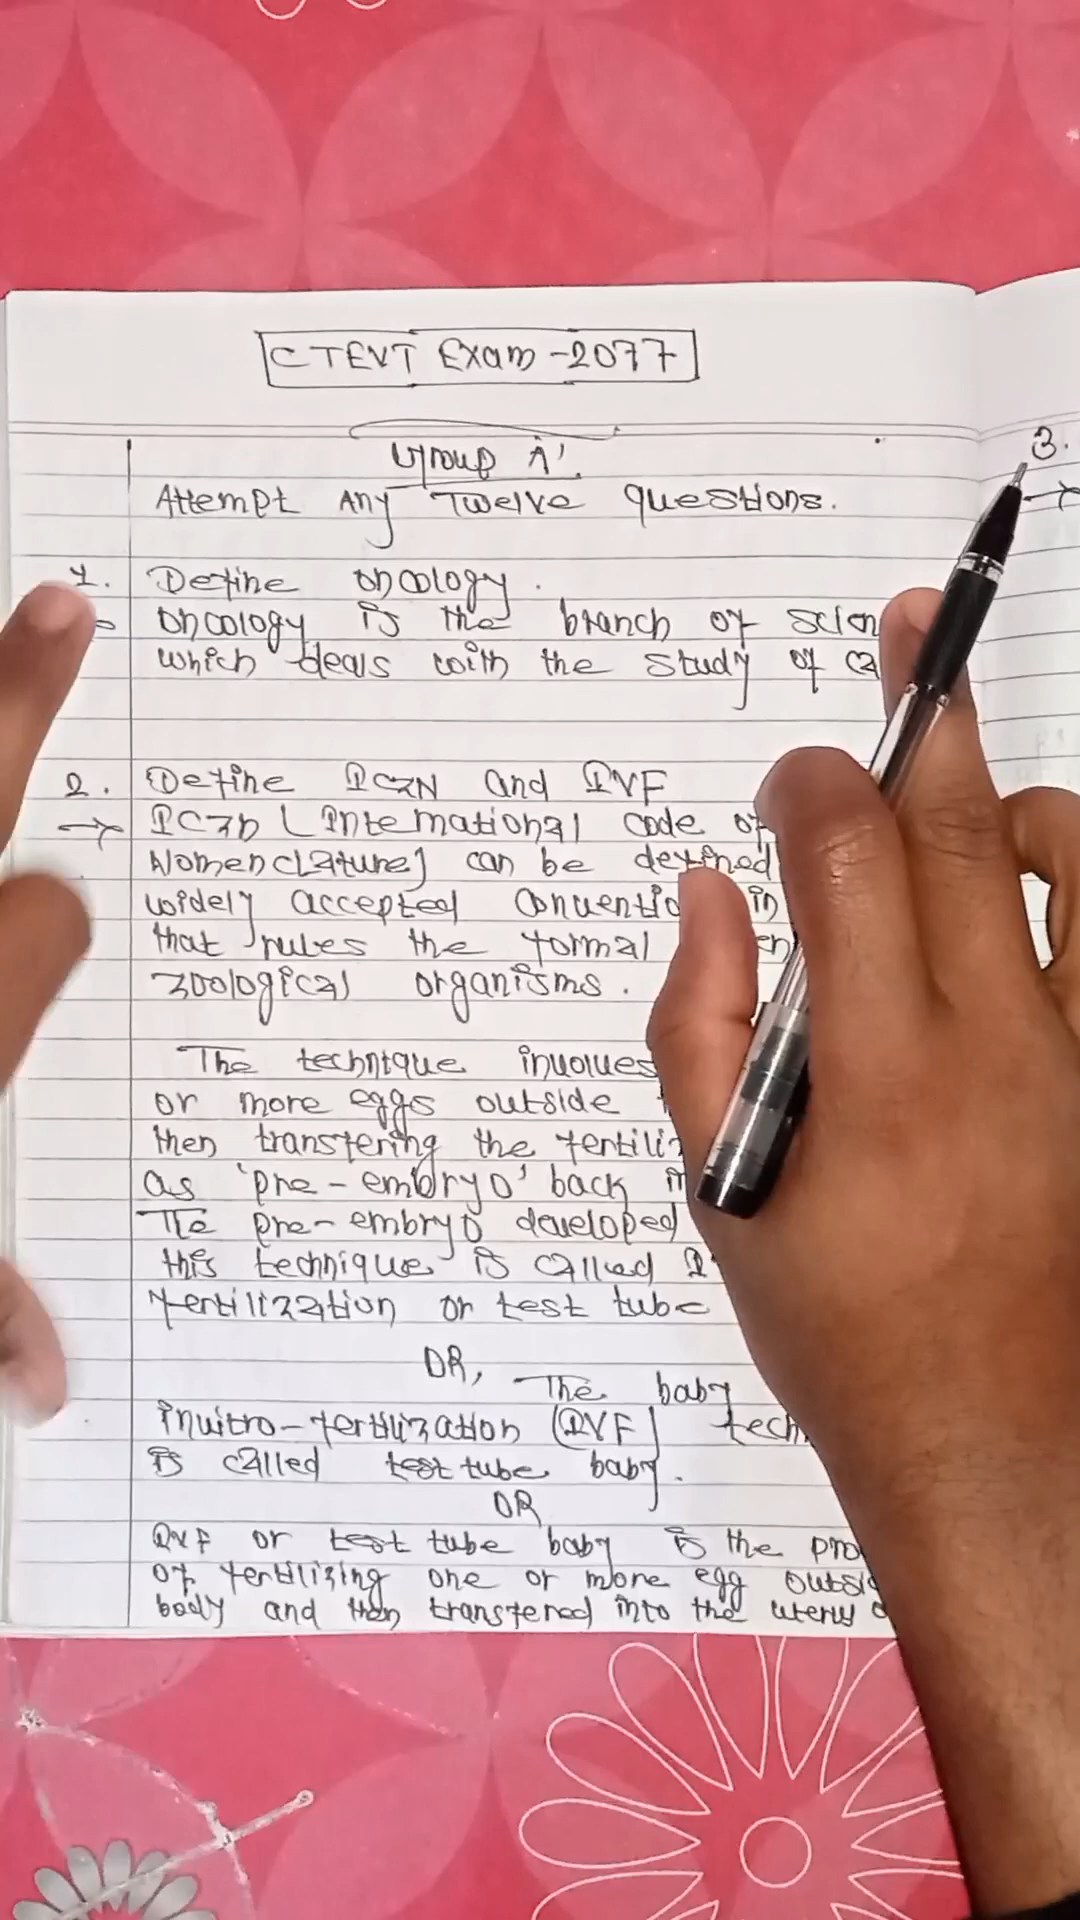 CTEVT Exam-2077
Group 'A'.
Attempt Any Twelve questions.
1. Define oncology.
oncology is the branch of
which deals with the study of
2. Define ICZN and IVF
→ ICZN (International code of
Nomenclature) can be defined
widely accepted in
that rules the formal
zoological organisms.
The technique involves
or more eggs outside
then transfering the
as 'pre-embryo' back
The pre-embryo developed
this technique is called
fertilization or test tube
OR, The baby
invitro-fertilization (IVF)
is called test tube baby.
OR
IVF or test tube baby is the
of fertilizing one or more egg
body and then transfered into the uterus
3.
→